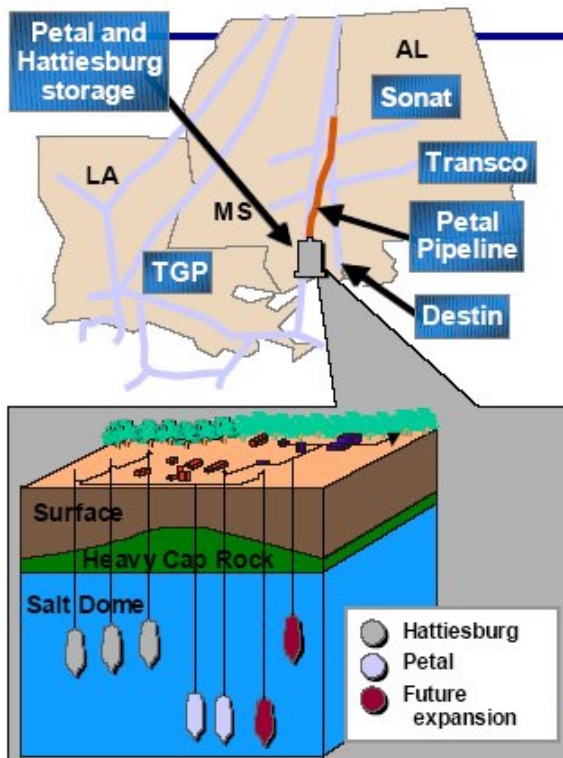 Petal and
Hattiesburg
storage
AL
Sonat
LA
Transco
MS
Petal
Pipeline
TGP
Destin
Surface
Heavy Cap Rock
Salt Dome
Hattiesburg
Petal
Future
expansion